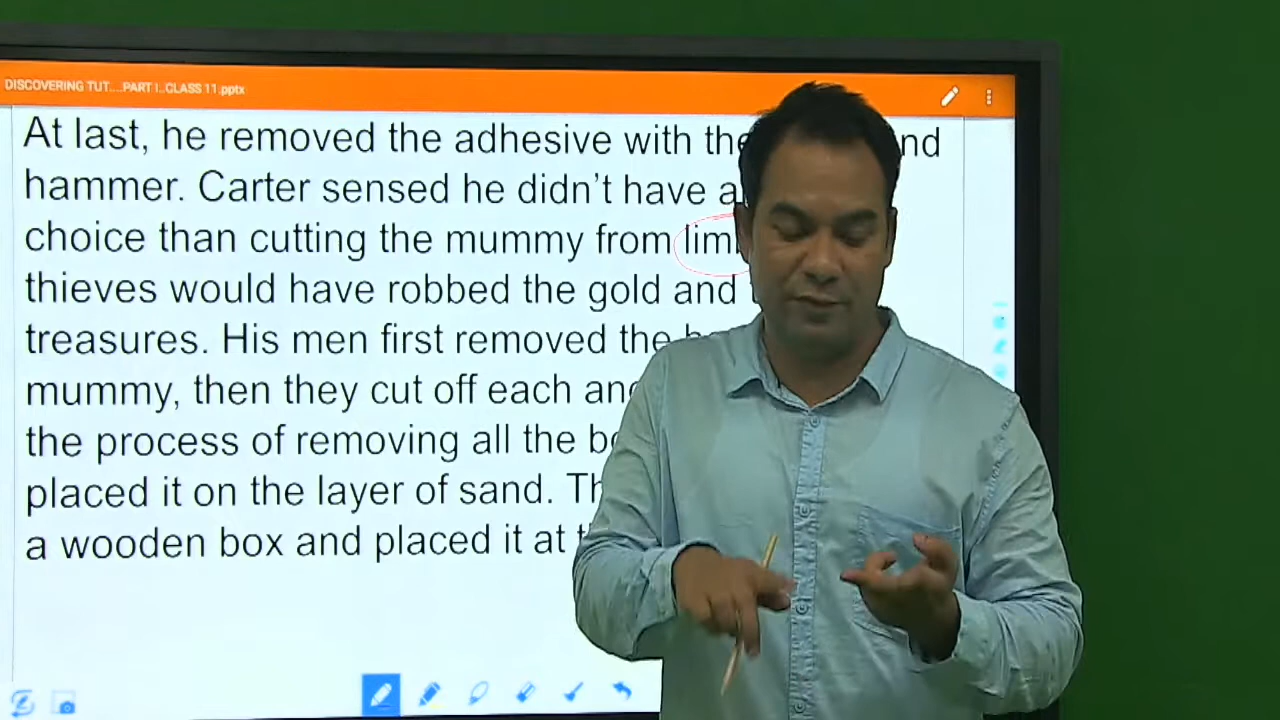 DISCOVERING TUT....PART I..CLASS 11.pptx
At last, he removed the adhesive with the
hammer. Carter sensed he didn't have
choice than cutting the mummy from
thieves would have robbed the gold and
treasures. His men first removed the
mummy, then they cut off each
the process of removing all the
placed it on the layer of sand.
a wooden box and placed it at